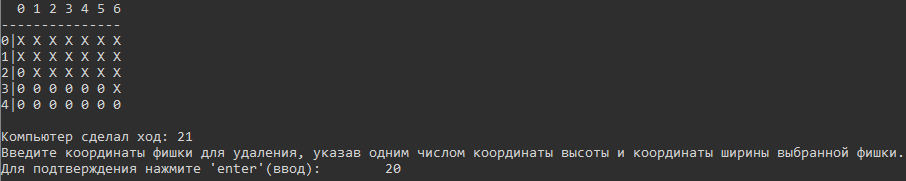 0 1 2 3 4 5 6
---------------
0|X X X X X X X
1|X X X X X X X
2|0 X X X X X X
3|0 0 0 0 0 0 X
4|0 0 0 0 0 0 0
Компьютер сделал ход: 21
Введите координаты фишки для удаления, указав одним числом координаты высоты и координаты ширины выбранной фишки.
Для подтверждения нажмите 'enter'(ввод): 20